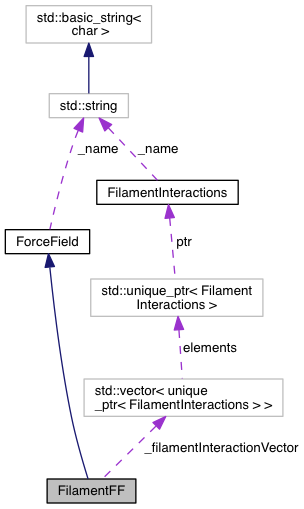 std::basic_string<
char >
std::string
_name
_name
FilamentInteractions
ForceField
ptr
std::unique_ptr< Filament
Interactions >
elements
std::vector< unique
_ptr< FilamentInteractions > >
_filamentInteractionVector
FilamentFF